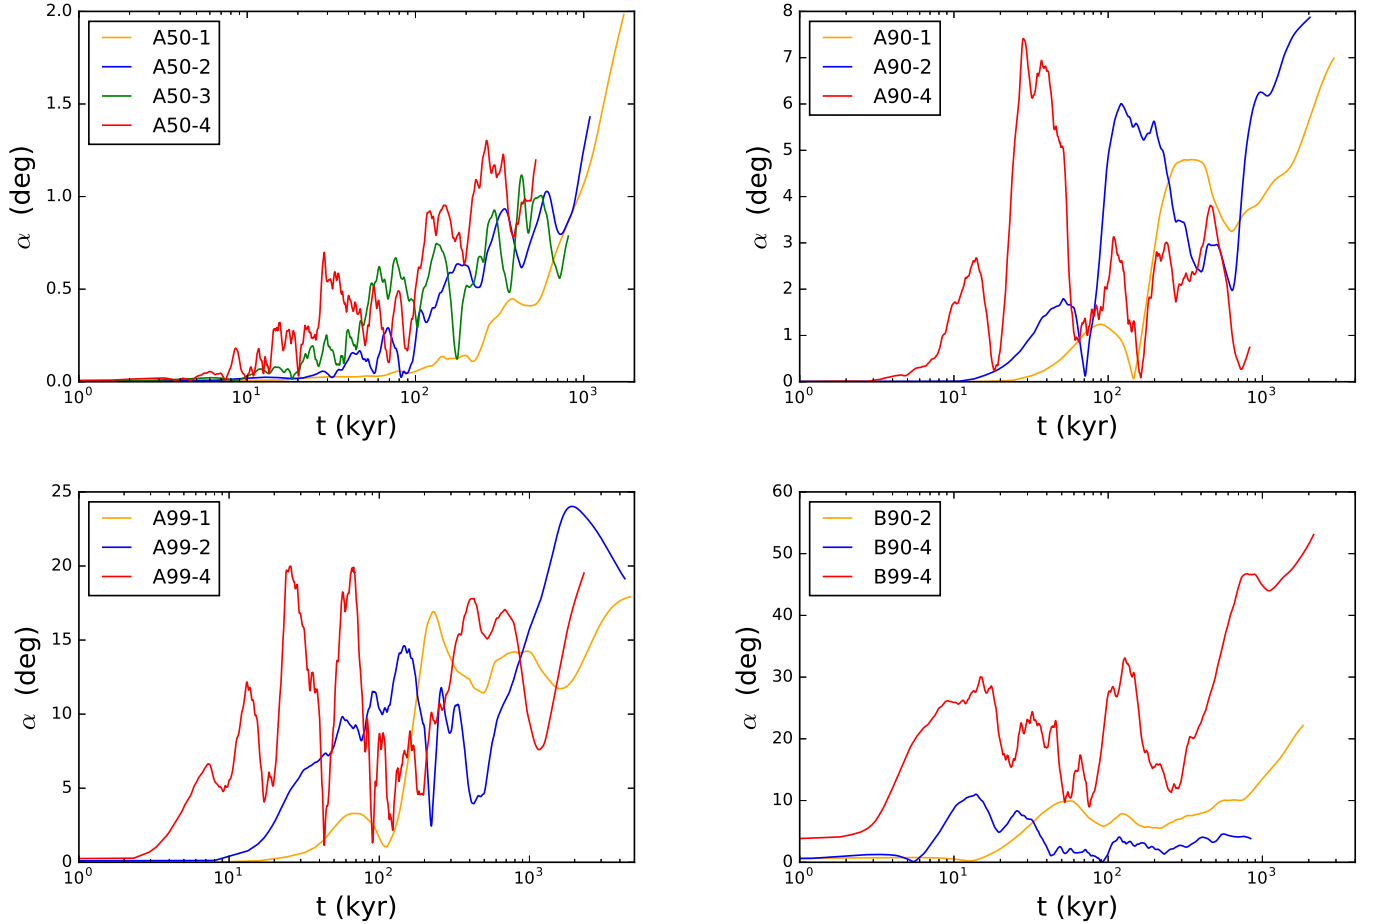 2.0
1.5
1.0
0.5
0.0
α (deg)
A50-1
A50-2
A50-3
A50-4
10⁰ 10¹ 10² 10³
t (kyr)
8
7
6
5
4
3
2
1
0
α (deg)
A90-1
A90-2
A90-4
10⁰ 10¹ 10² 10³
t (kyr)
25
20
15
10
5
0
α (deg)
A99-1
A99-2
A99-4
10⁰ 10¹ 10² 10³
t (kyr)
60
50
40
30
20
10
0
α (deg)
B90-2
B90-4
B99-4
10⁰ 10¹ 10² 10³
t (kyr)